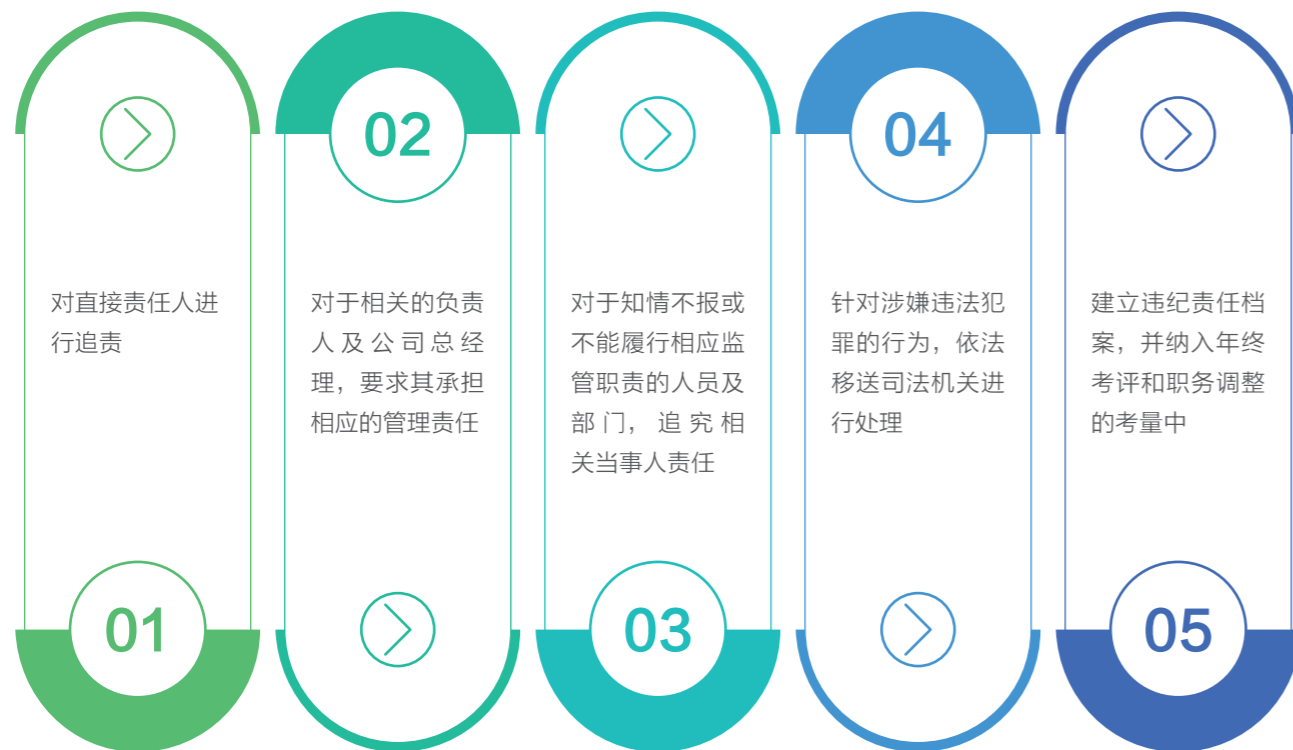 01
对直接责任人进
行追责
02
对于相关的负责
人及公司总经
理，要求其承担
相应的管理责任
03
对于知情不报或
不能履行相应监
管职责的人员及
部门，追究相
关当事人责任
04
针对涉嫌违法犯
罪的行为，依法
移送司法机关进
行处理
05
建立违纪责任档
案，并纳入年终
考评和职务调整
的考量中